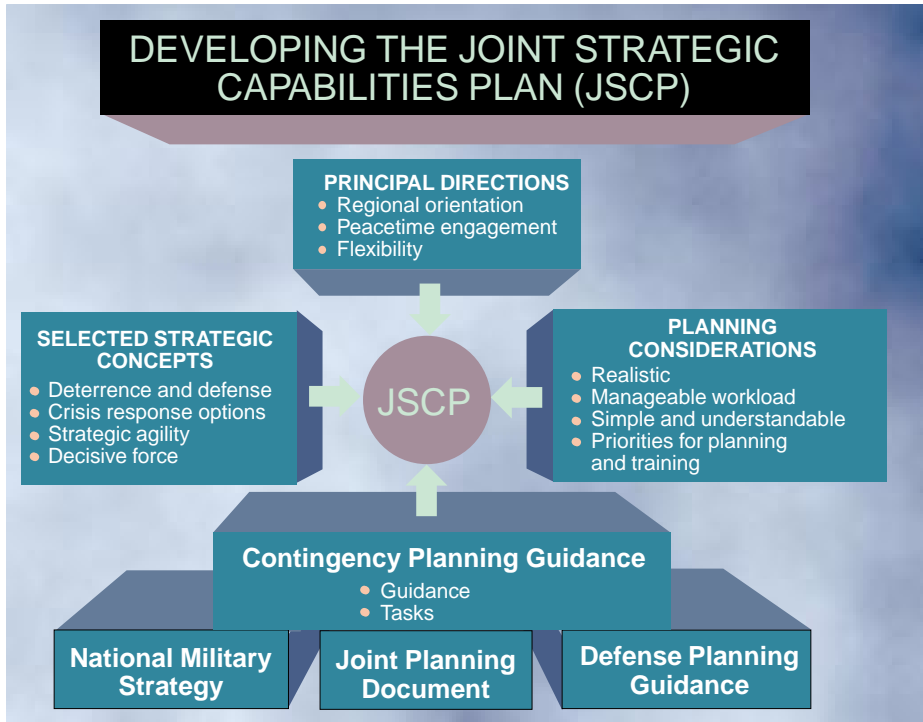 DEVELOPING THE JOINT STRATEGIC
CAPABILITIES PLAN (JSCP)
PRINCIPAL DIRECTIONS
Regional orientation
Peacetime engagement
Flexibility
SELECTED STRATEGIC
CONCEPTS
Deterrence and defense
Crisis response options
Strategic agility
Decisive force
JSCP
PLANNING
CONSIDERATIONS
Realistic
Manageable workload
Simple and understandable
Priorities for planning
and training
Contingency Planning Guidance
Guidance
Tasks
National Military
Strategy
Joint Planning
Document
Defense Planning
Guidance